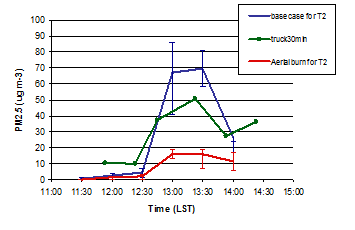 base case for T2
truck30min
Aerial burn for T2
PM2.5 (ug m-3)
100
90
80
70
60
50
40
30
20
10
0
11:00 11:30 12:00 12:30 13:00 13:30 14:00 14:30 15:00
Time (LST)